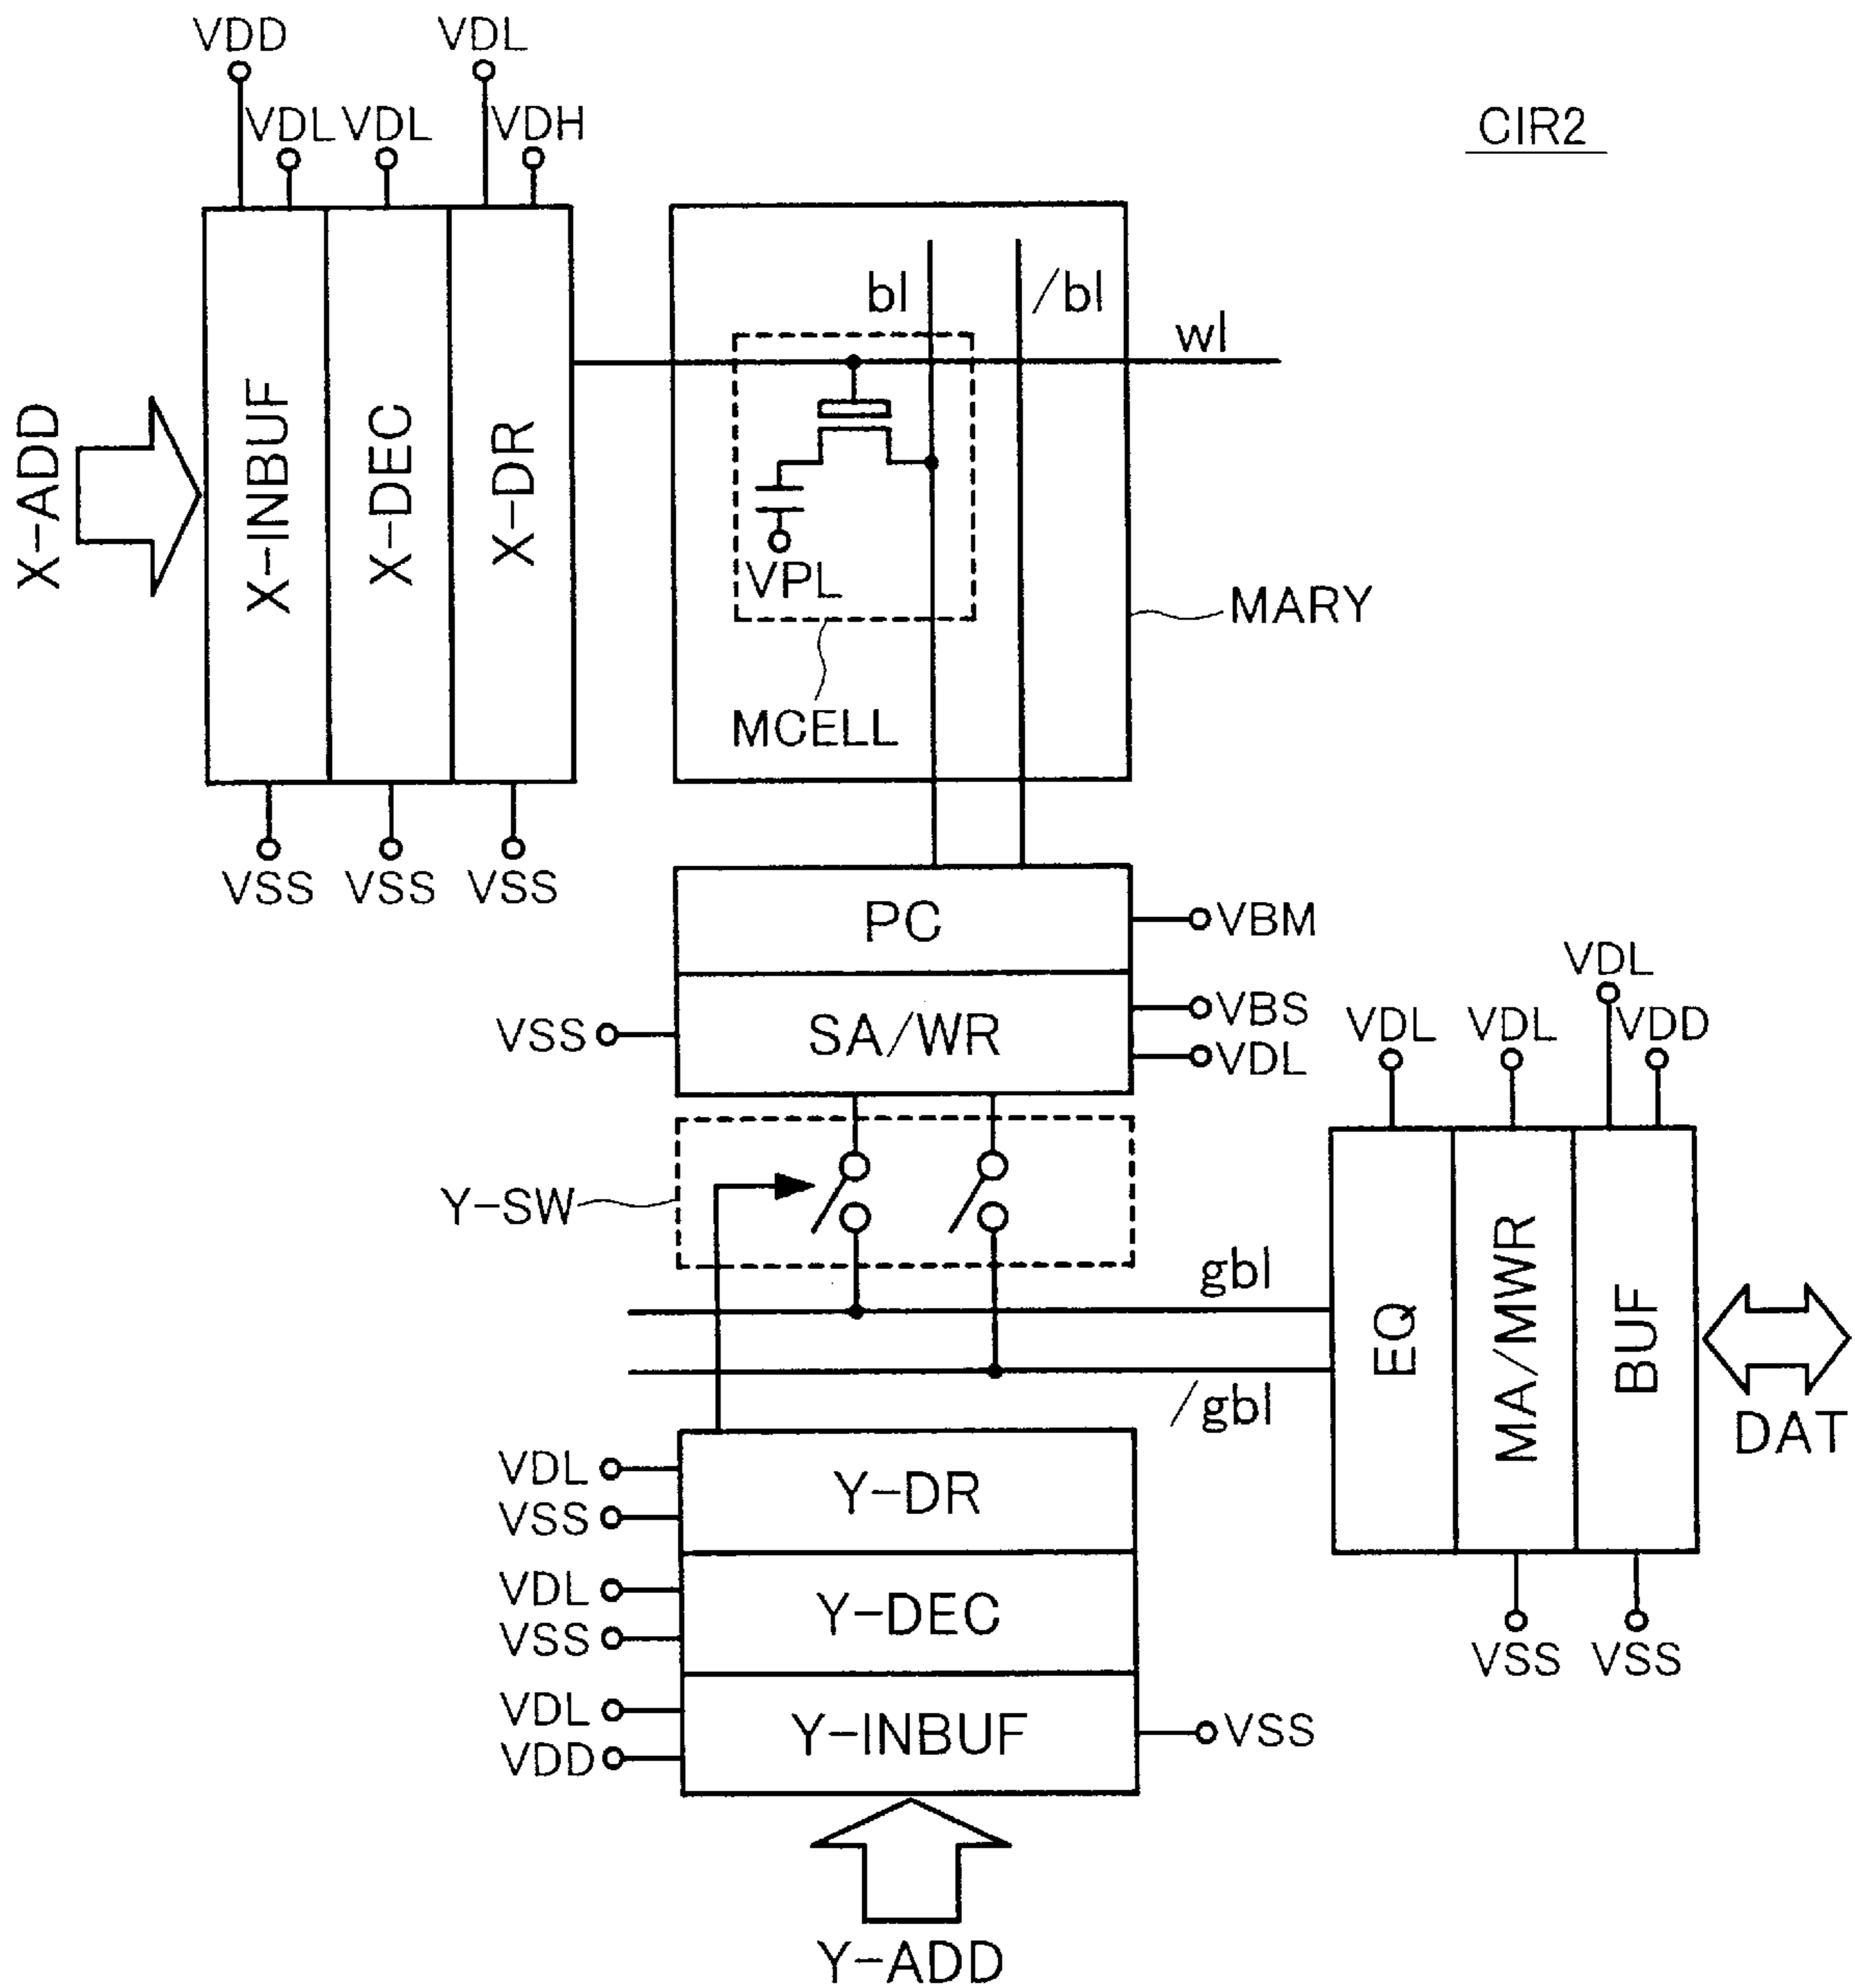 VDD
VDL
VDL
VDL
VDH
CIR2
bl
/bl
wl
X-ADD
X-INBUF
X-DEC
X-DR
VPL
MARY
MCELL
VSS
VSS
VSS
PC
VBM
VSS
SA/WR
VBS
VDL
VDL
VDL
VDL
VDD
Y-SW
gbl
/gbl
EQ
MA/MWR
BUF
DAT
VDL
VSS
Y-DR
VDL
VSS
Y-DEC
VSS
VSS
VDL
VDD
Y-INBUF
VSS
Y-ADD